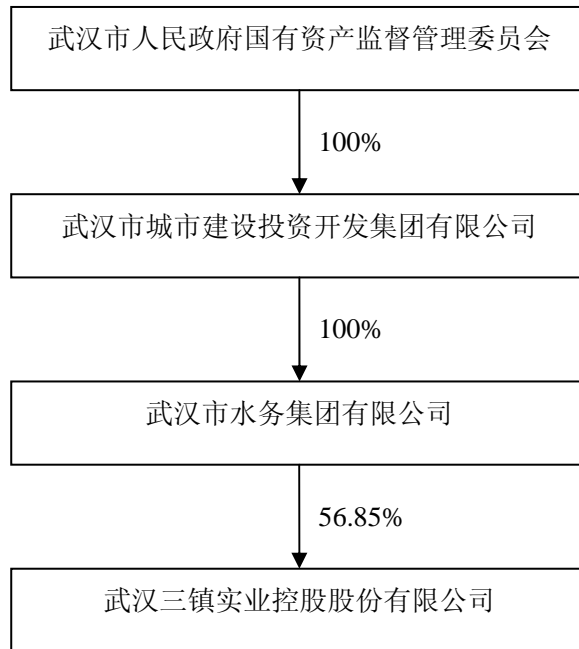 武汉市人民政府国有资产监督管理委员会
100%
武汉市城市建设投资开发集团有限公司
100%
武汉市水务集团有限公司
56.85%
武汉三镇实业控股股份有限公司